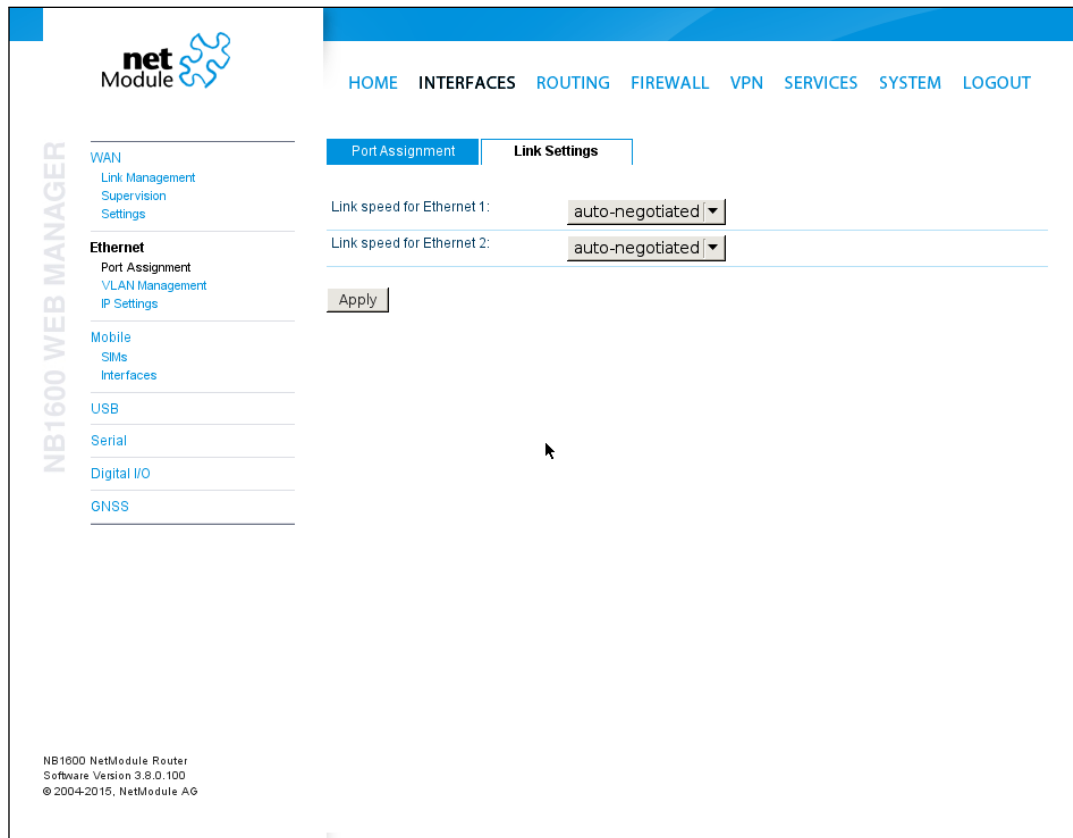 net
Module
HOME INTERFACES ROUTING FIREWALL VPN SERVICES SYSTEM LOGOUT
NB1600 WEB MANAGER
WAN
Link Management
Supervision
Settings
Ethernet
Port Assignment
VLAN Management
IP Settings
Mobile
SIMs
Interfaces
USB
Serial
Digital I/O
GNSS
Port Assignment Link Settings
Link speed for Ethernet 1: auto-negotiated
Link speed for Ethernet 2: auto-negotiated
Apply
NB1600 NetModule Router
Software Version 3.8.0.100
© 2004-2015, NetModule AG